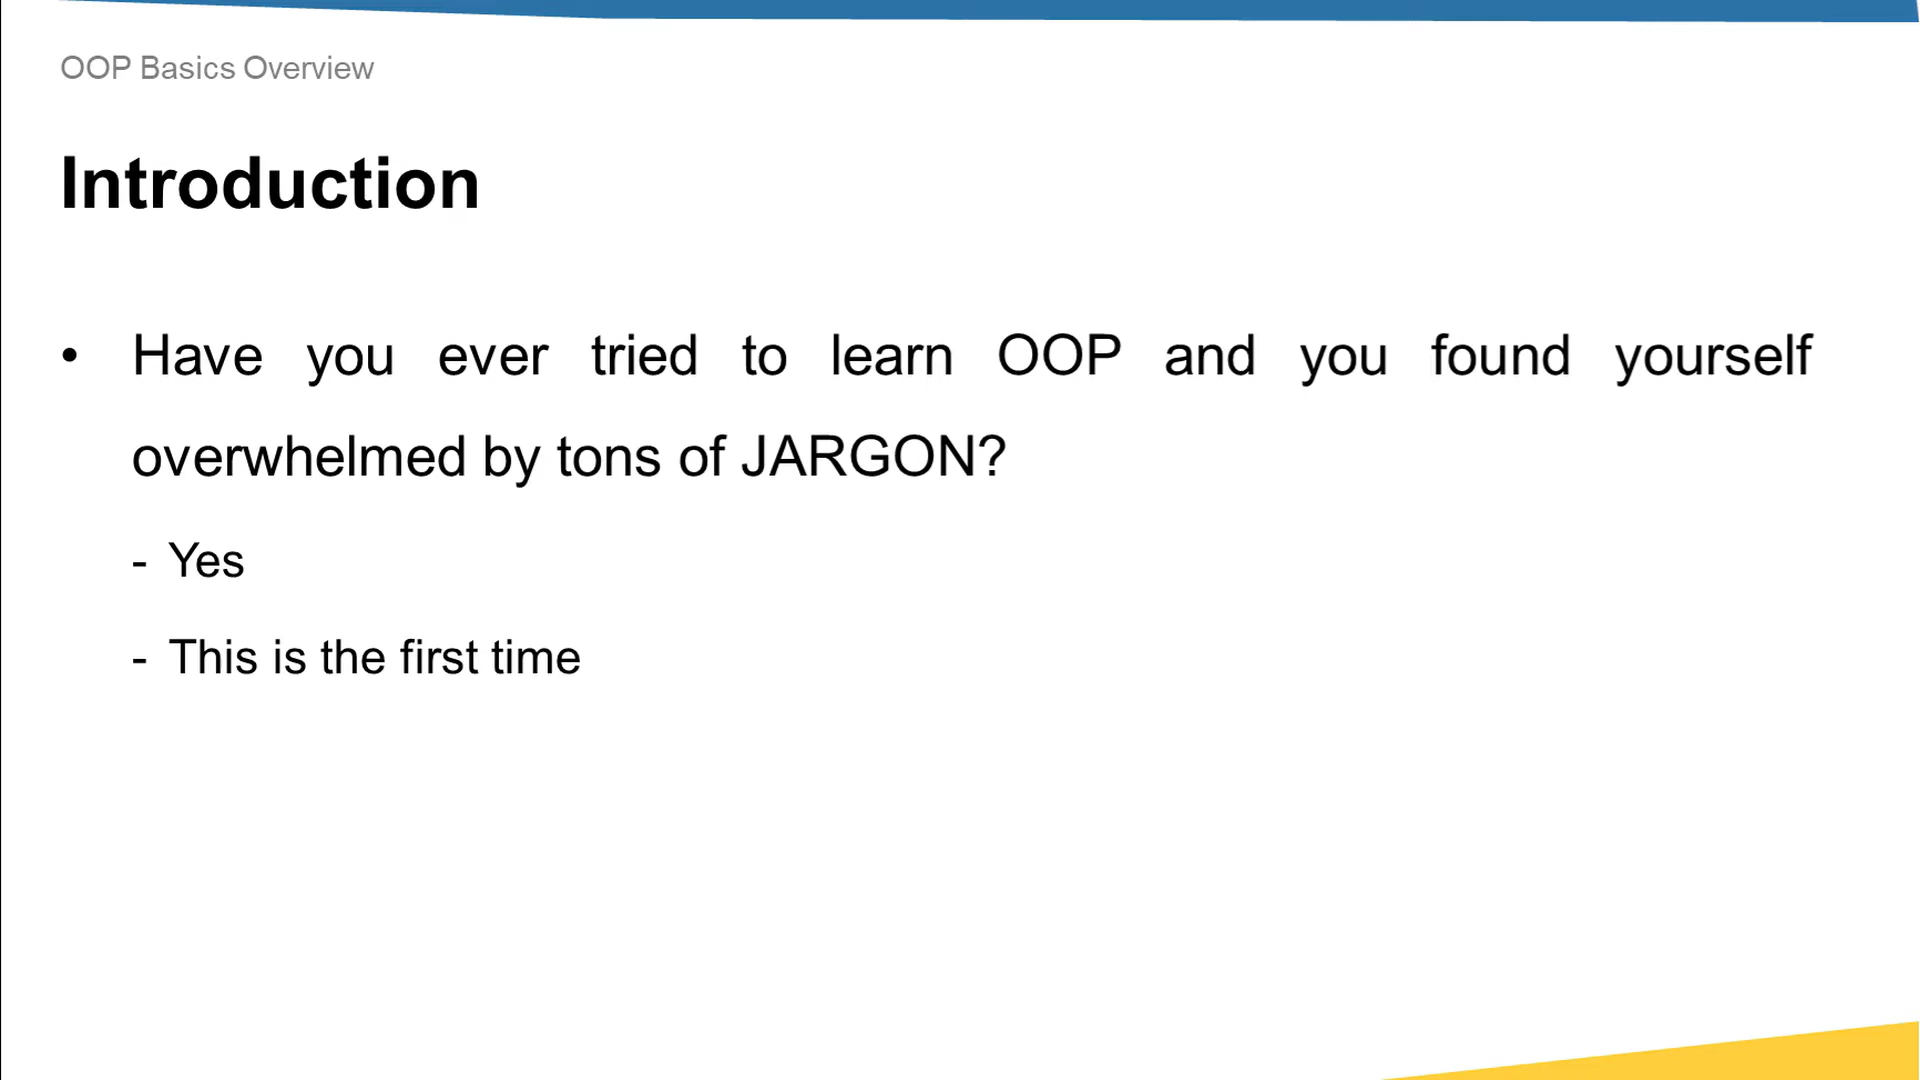 OOP Basics Overview
Introduction
• Have you ever tried to learn OOP and you found yourself
overwhelmed by tons of JARGON?
- Yes
- This is the first time